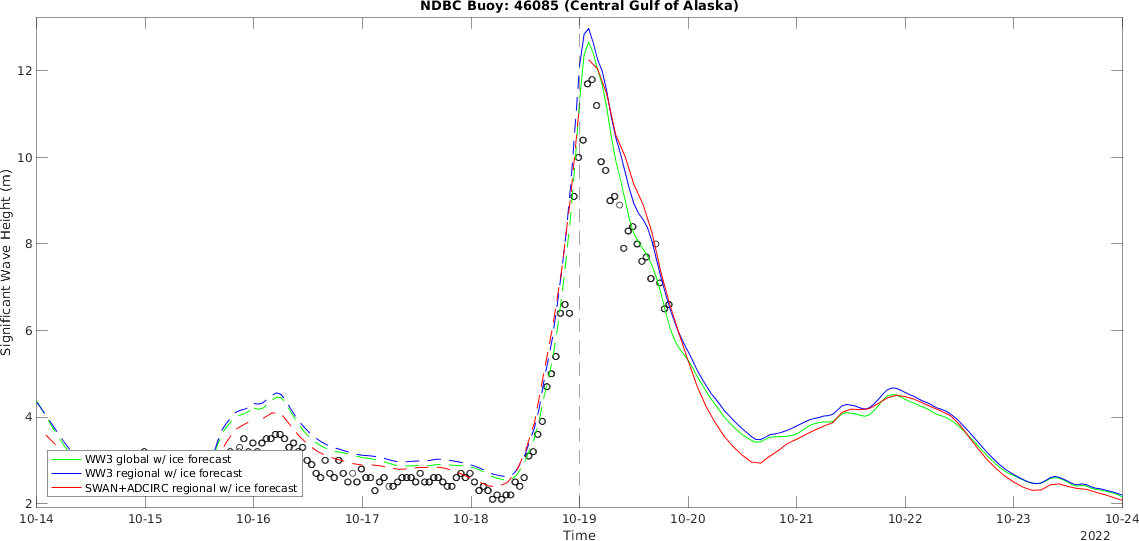 NDBC Buoy: 46085 (Central Gulf of Alaska)
Significant Wave Height (m)
12
10
8
6
4
2
WW3 global w/ ice forecast
WW3 regional w/ ice forecast
SWAN+ADCIRC regional w/ ice forecast
10-14 10-15 10-16 10-17 10-18 10-19 10-20 10-21 10-22 10-23 10-24
Time
2022